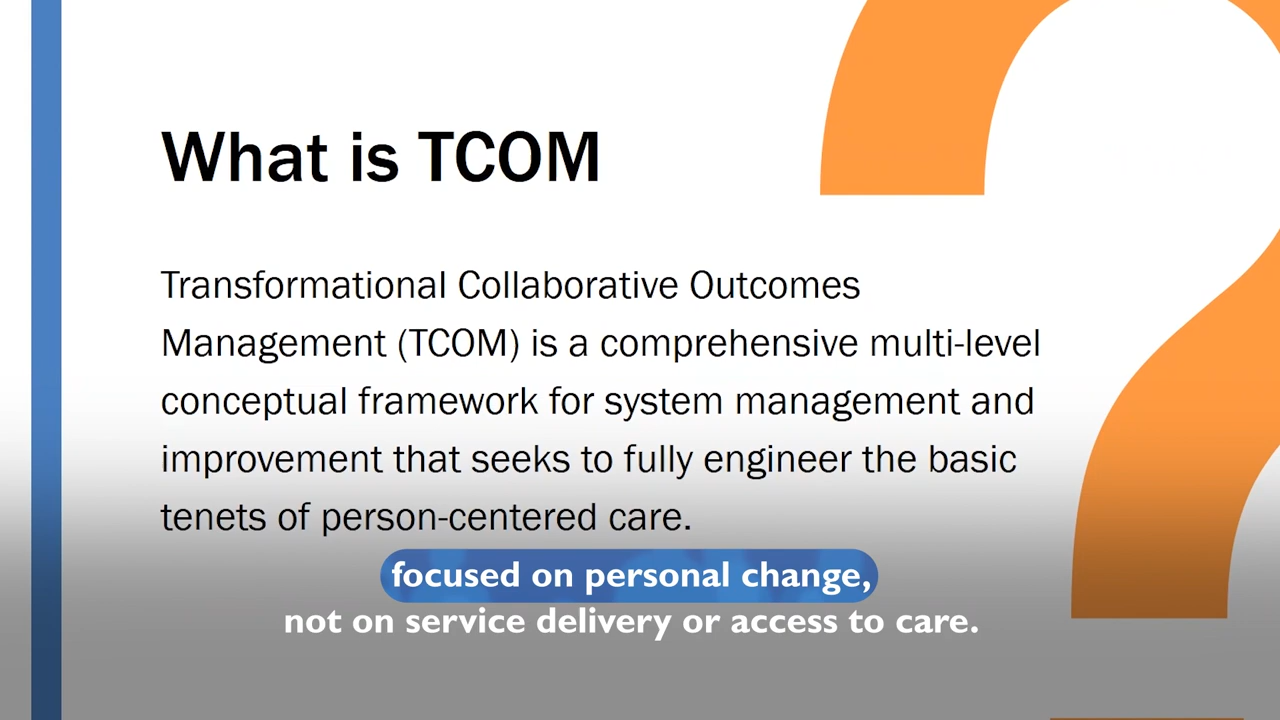 What is TCOM
Transformational Collaborative Outcomes
Management (TCOM) is a comprehensive multi-level
conceptual framework for system management and
improvement that seeks to fully engineer the basic
tenets of person-centered care.
focused on personal change,
not on service delivery or access to care.